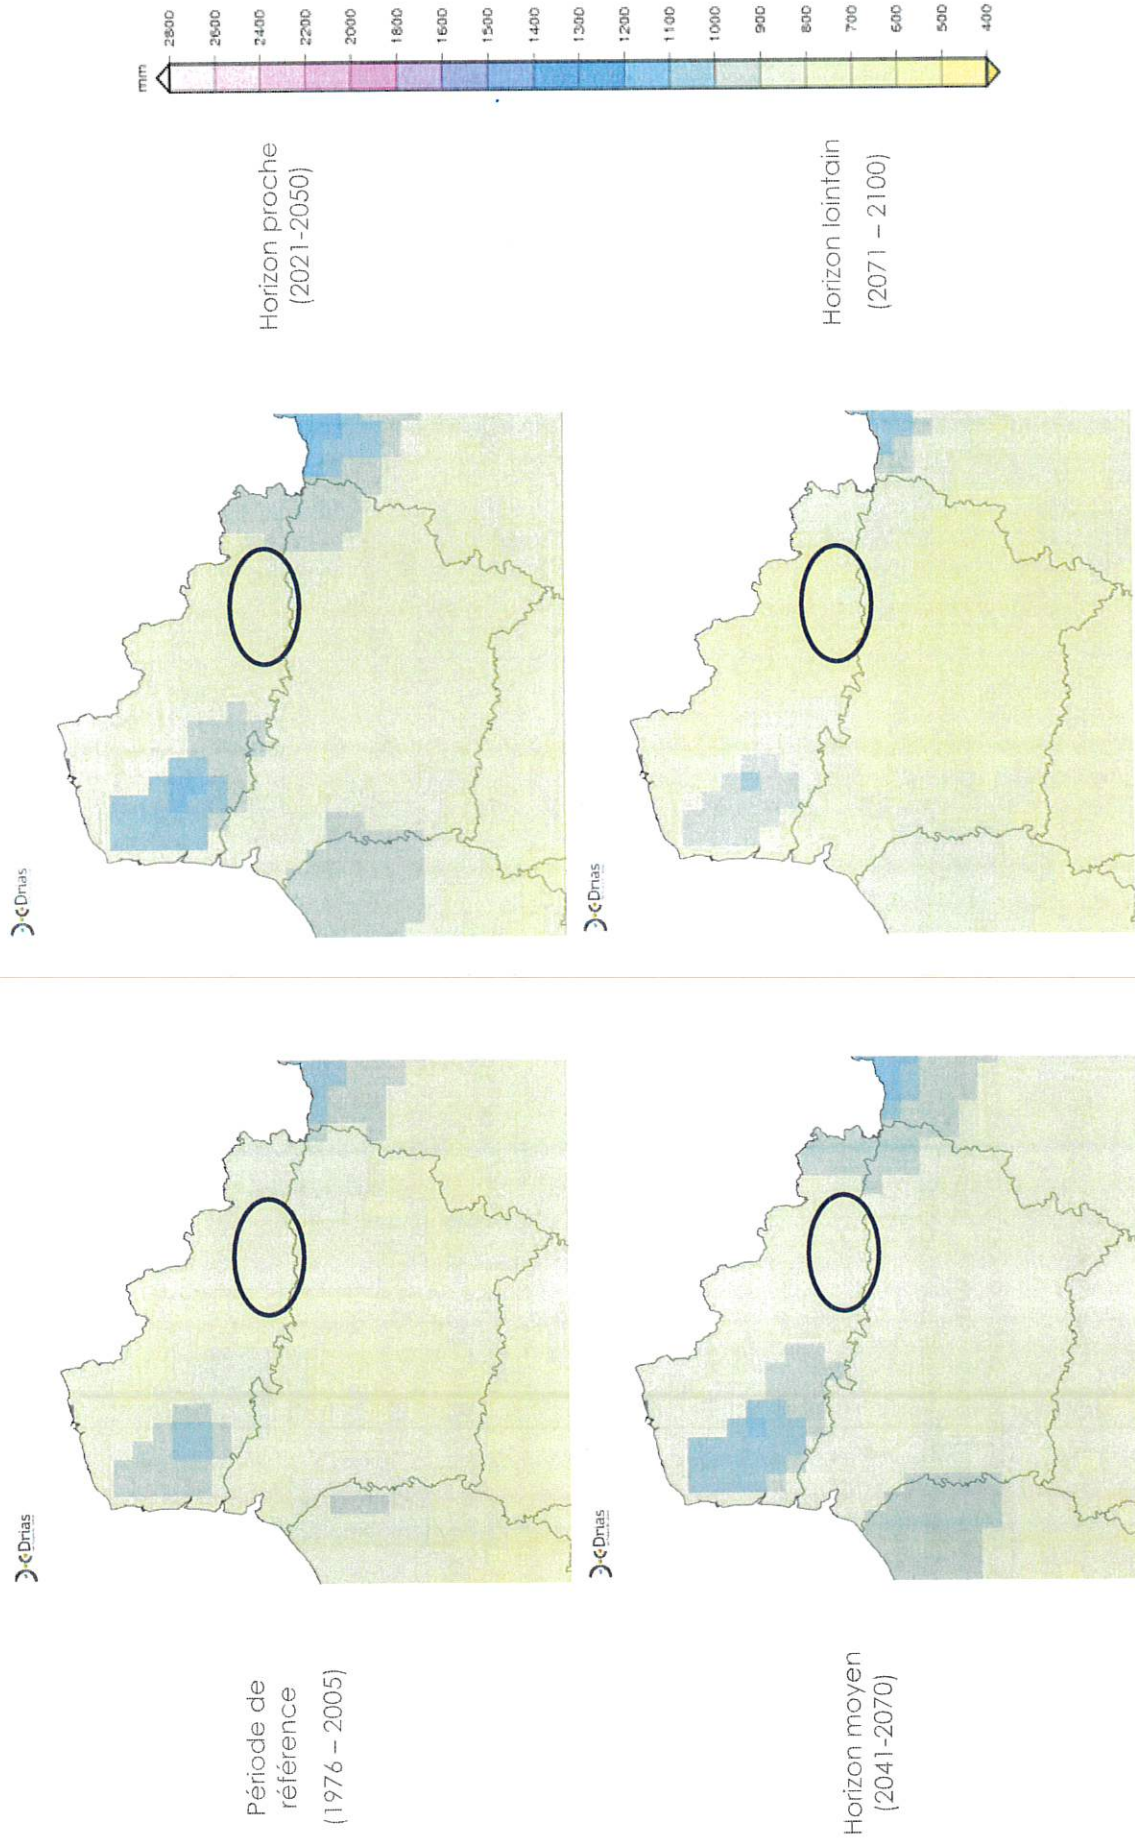 Drias
Période de
référence
(1976 – 2005)
Drias
Horizon proche
(2021-2050)
mm
2800
2600
2400
2200
2000
1800
1600
1500
1400
1300
1200
1100
1000
900
800
700
600
500
400
Drias
Horizon moyen
(2041-2070)
Drias
Horizon lointain
(2071 – 2100)